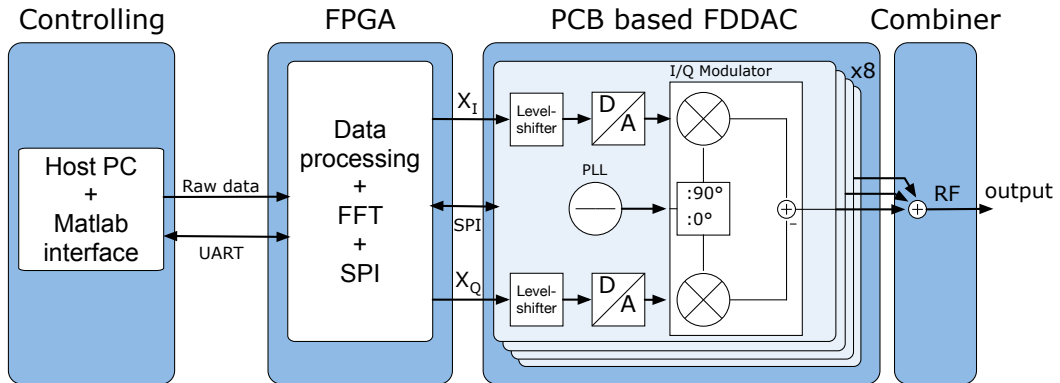 Controlling
FPGA
PCB based FDDAC
Combiner
x8
I/Q Modulator
X_I
Level-
shifter
D
A
Data
processing
+
FFT
+
SPI
Host PC
+
Matlab
interface
Raw data
UART
SPI
PLL
:90°
:0°
+
-
+
RF
output
X_Q
Level-
shifter
D
A